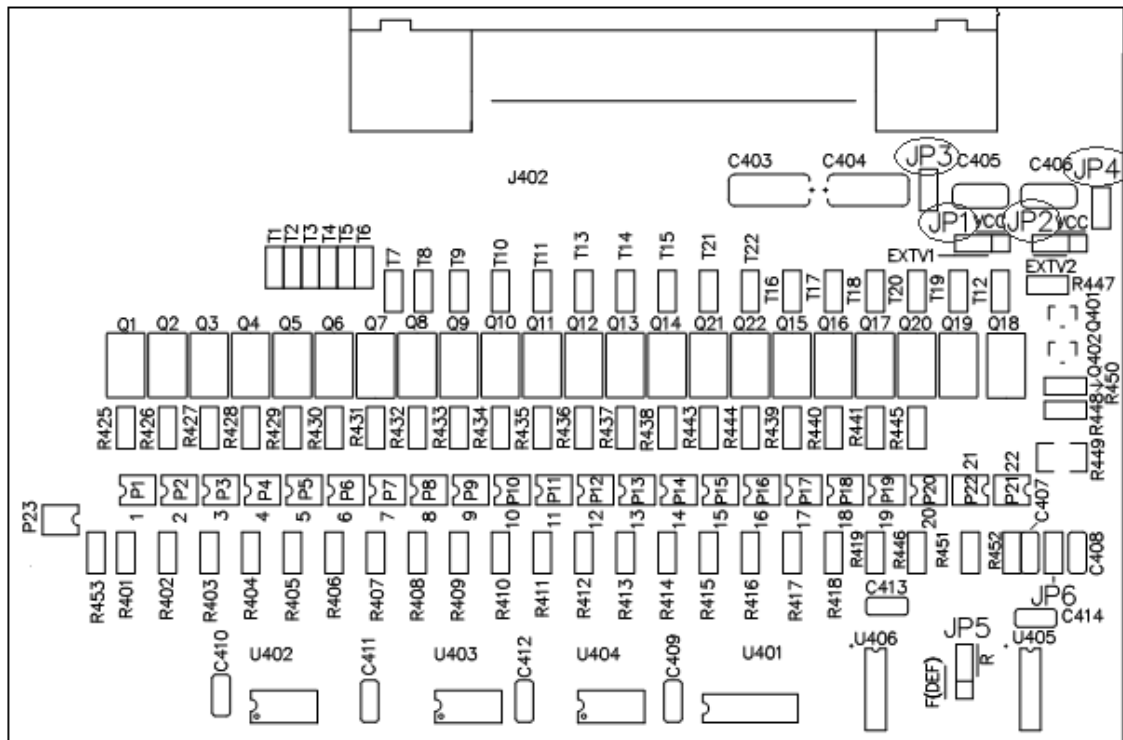 C403 C404 JP3 C405 C406 JP4
J402
JP1 VCC JP2 VCC
EXTV1 EXTV2
T1 T2 T3 T4 T5 T6 T7 T8 T9 T10 T11 T13 T14 T15 T21 T22 T16 T17 T18 T20 T19 T12 R447
Q1 Q2 Q3 Q4 Q5 Q6 Q7 Q8 Q9 Q10 Q11 Q12 Q13 Q14 Q21 Q22 Q15 Q16 Q17 Q20 Q19 Q18 Q401
Q402
R450
R448
R425 R426 R427 R428 R429 R430 R431 R432 R433 R434 R435 R436 R437 R438 R443 R444 R439 R440 R441 R445
R449
P23 P1 P2 P3 P4 P5 P6 P7 P8 P9 P10 P11 P12 P13 P14 P15 P16 P17 P18 P19 P20 P22 21 P21 22
C407
1 2 3 4 5 6 7 8 9 10 11 12 13 14 15 16 17 18 19 20
R453 R401 R402 R403 R404 R405 R406 R407 R408 R409 R410 R411 R412 R413 R414 R415 R416 R417 R418 R419 R446 R451 R452 C408
C413 JP6 C414
C410 U402 C411 U403 C412 U404 C409 U401 U406 JP5 U405
F(DEF) R